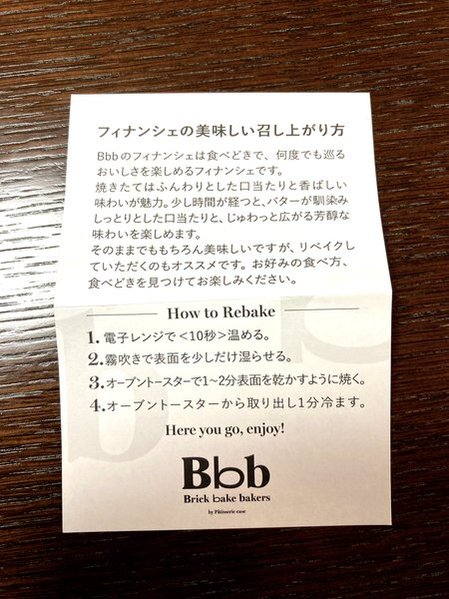 フィナンシェの美味しい召し上がり方
Bbbのフィナンシェは食べどきで、何度でも巡る
おいしさを楽しめるフィナンシェです。
焼きたてはふんわりとした口当たりと香ばしい
味わいが魅力。少し時間が経つと、バターが馴染み
しっとりとした口当たりと、じゅわっと広がる芳醇な
味わいを楽しめます。
そのままでももちろん美味しいですが、リベイクし
ていただくのもオススメです。お好みの食べ方、
食べどきを見つけてお楽しみください。
How to Rebake
1.電子レンジで<10秒>温める。
2.霧吹きで表面を少しだけ湿らせる。
3.オーブントースターで1~2分表面を乾かすように焼く。
4.オーブントースターから取り出し1分冷ます。
Here you go, enjoy!
Bbb
Brick bake bakers
by Pâtisserie ease